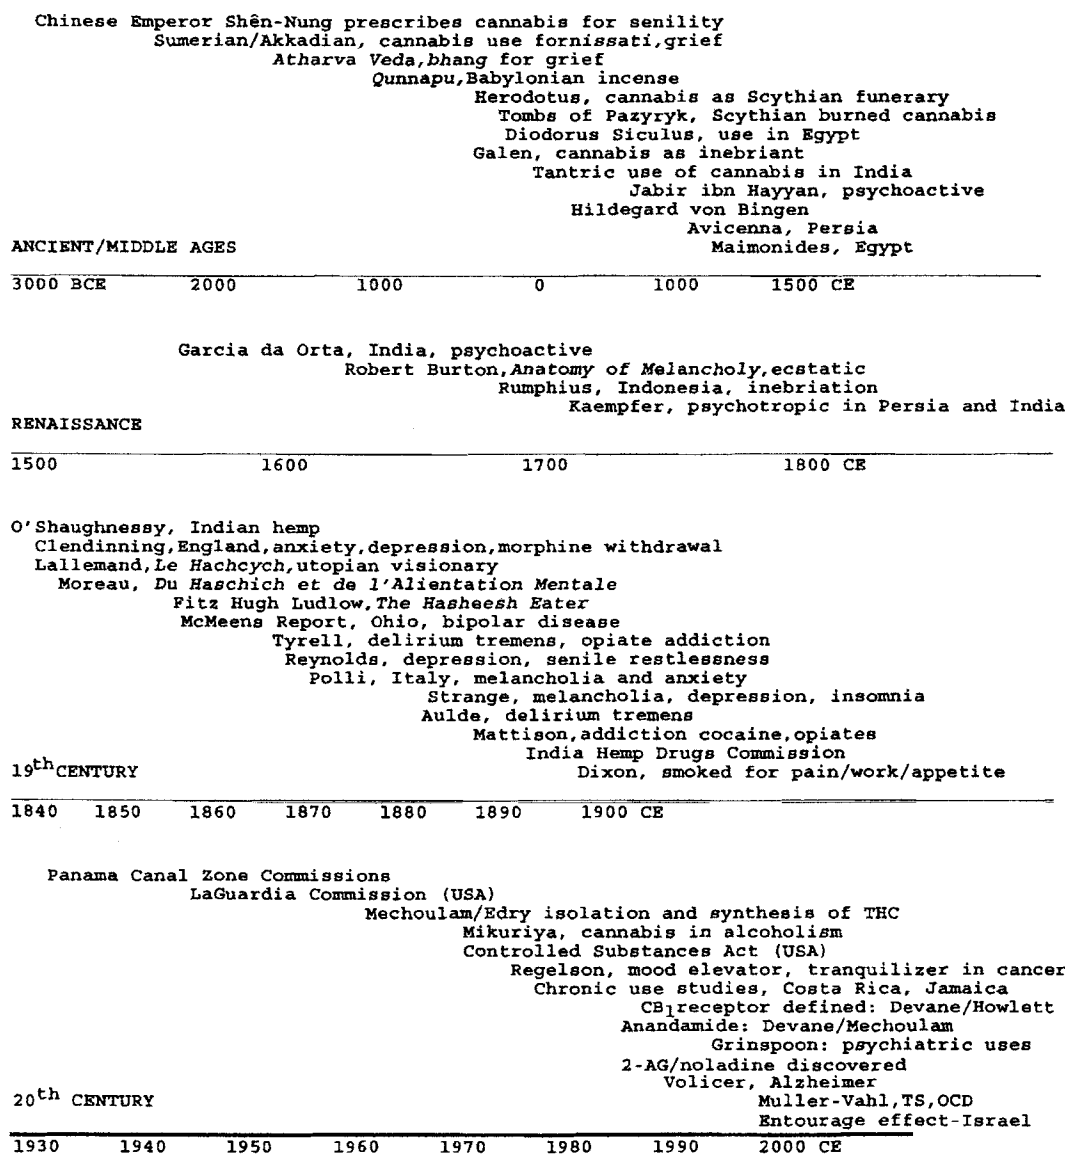 Chinese Emperor Shên-Nung prescribes cannabis for senility
Sumerian/Akkadian, cannabis use fornissati,grief
Atharva Veda,bhang for grief
Qunnapu,Babylonian incense
Herodotus, cannabis as Scythian funerary
Tombs of Pazyryk, Scythian burned cannabis
Diodorus Siculus, use in Egypt
Galen, cannabis as inebriant
Tantric use of cannabis in India
Jabir ibn Hayyan, psychoactive
Hildegard von Bingen
Avicenna, Persia
ANCIENT/MIDDLE AGES Maimonides, Egypt
3000 BCE 2000 1000 0 1000 1500 CE
Garcia da Orta, India, psychoactive
Robert Burton,Anatomy of Melancholy,ecstatic
Rumphius, Indonesia, inebriation
Kaempfer, psychotropic in Persia and India
RENAISSANCE
1500 1600 1700 1800 CE
O'Shaughnessy, Indian hemp
Clendinning,England,anxiety,depression,morphine withdrawal
Lallemand,Le Hachcych,utopian visionary
Moreau, Du Haschich et de l'Alientation Mentale
Fitz Hugh Ludlow,The Hasheesh Eater
McMeens Report, Ohio, bipolar disease
Tyrell, delirium tremens, opiate addiction
Reynolds, depression, senile restlessness
Polli, Italy, melancholia and anxiety
Strange, melancholia, depression, insomnia
Aulde, delirium tremens
Mattison,addiction cocaine,opiates
India Hemp Drugs Commission
19th CENTURY Dixon, smoked for pain/work/appetite
1840 1850 1860 1870 1880 1890 1900 CE
Panama Canal Zone Commissions
LaGuardia Commission (USA)
Mechoulam/Edry isolation and synthesis of THC
Mikuriya, cannabis in alcoholism
Controlled Substances Act (USA)
Regelson, mood elevator, tranquilizer in cancer
Chronic use studies, Costa Rica, Jamaica
CB1receptor defined: Devane/Howlett
Anandamide: Devane/Mechoulam
Grinspoon: psychiatric uses
2-AG/noladine discovered
Volicer, Alzheimer
20th CENTURY Muller-Vahl,TS,OCD
Entourage effect-Israel
1930 1940 1950 1960 1970 1980 1990 2000 CE